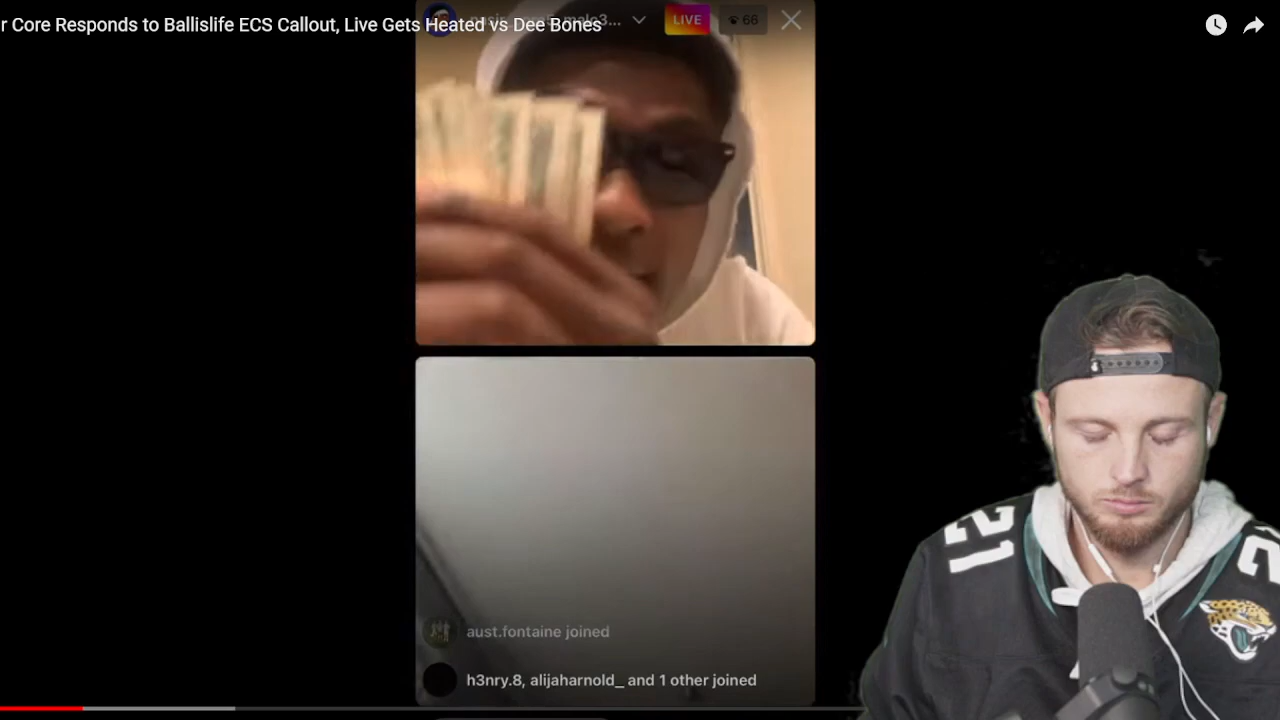 r Core Responds to Ballislife ECS Callout, Live Gets Heated vs Dee Bones
LIVE
66
aust.fontaine joined
h3nry.8, alijaharnold_ and 1 other joined
21
2